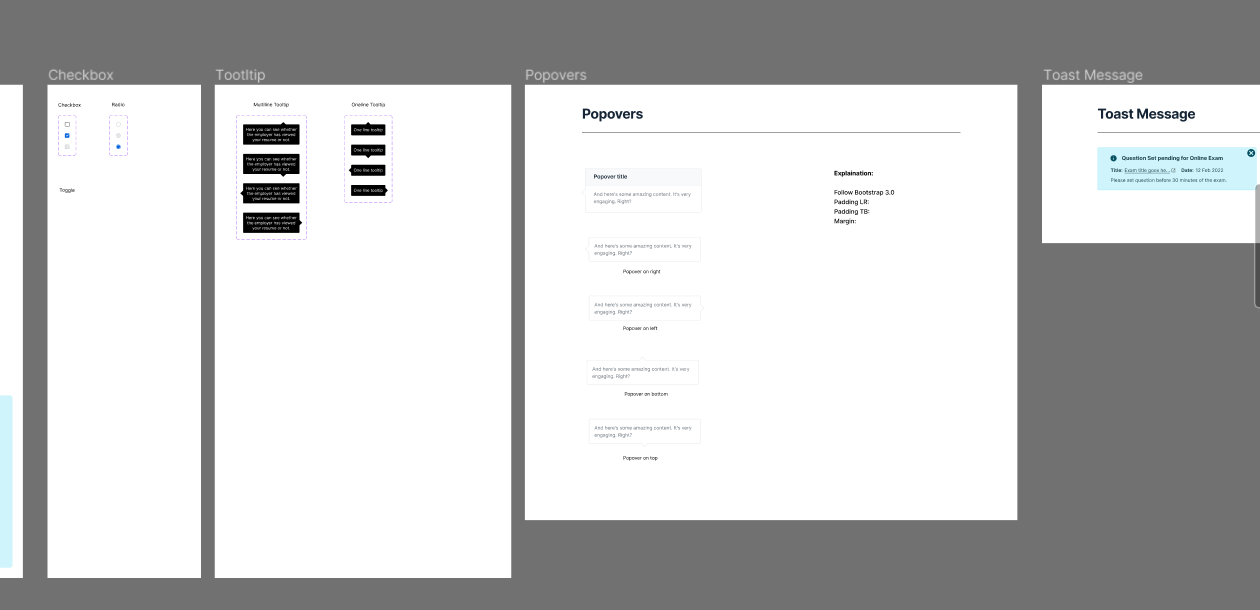 Checkbox
Checkbox
Radio
Toggle
Tootltip
Mutliline Tooltip
Here you can see whether
the employer has viewed
your resume or not.
Here you can see whether
the employer has viewed
your resume or not.
Here you can see whether
the employer has viewed
your resume or not.
Here you can see whether
the employer has viewed
your resume or not.
Oneline Tooltip
One line tooltip
One line tooltip
One line tooltip
One line tooltip
Popovers
Popovers
Popover title
And here's some amazing content. It's very
engaging. Right?
And here's some amazing content. It's very
engaging. Right?
Popover on right
And here's some amazing content. It's very
engaging. Right?
Popover on left
And here's some amazing content. It's very
engaging. Right?
Popover on bottom
And here's some amazing content. It's very
engaging. Right?
Popover on top
Explaination:
Follow Bootstrap 3.0
Padding LR:
Padding TB:
Margin:
Toast Message
Toast Message
Question Set pending for Online Exam
Title: Exam title goes he... Date: 12 Feb 2022
Please set question before 30 minutes of the exam.